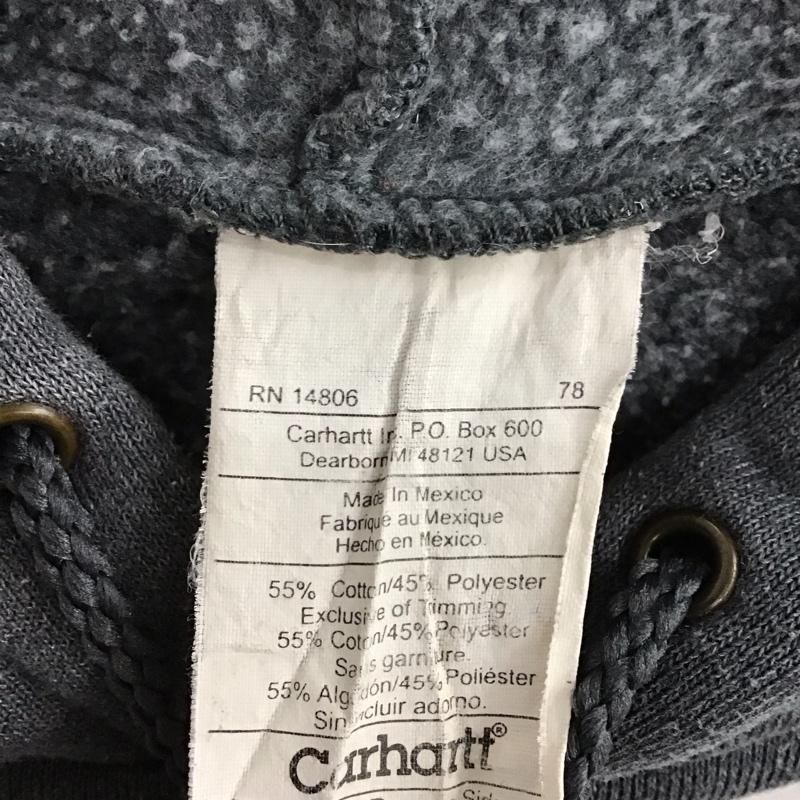 RN 14806 78
Carhartt In. P.O. Box 600
Dearborn MI 48121 USA
Made In Mexico
Fabrique au Mexique
Hecho en México.
55% Cotton/45% Polyester
Exclusive of Trimming
55% Coton/45% Polyester
Sans garniture.
55% Algodón/45% Poliéster
Sin incluir adorno.
Carhartt®